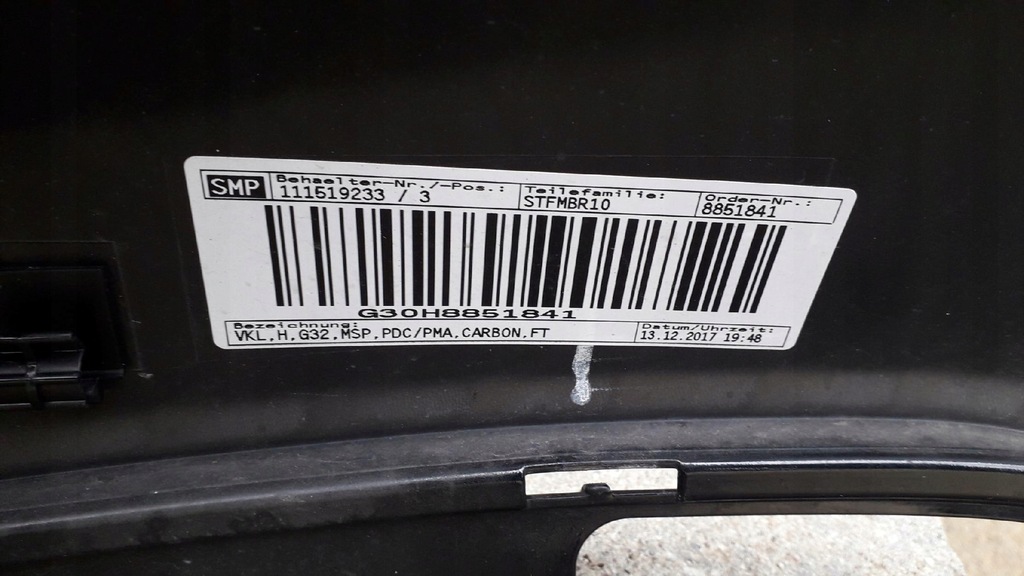 SMP
Behaelter-Nr./-Pos.:
111519233 / 3
Teilefamilie:
STFMBR10
Order-Nr.:
8851841
G30H8851841
Bezeichnung:
VKL,H,G32,MSP,PDC/PMA,CARBON,FT
Datum/Uhrzeit:
13.12.2017 19:48